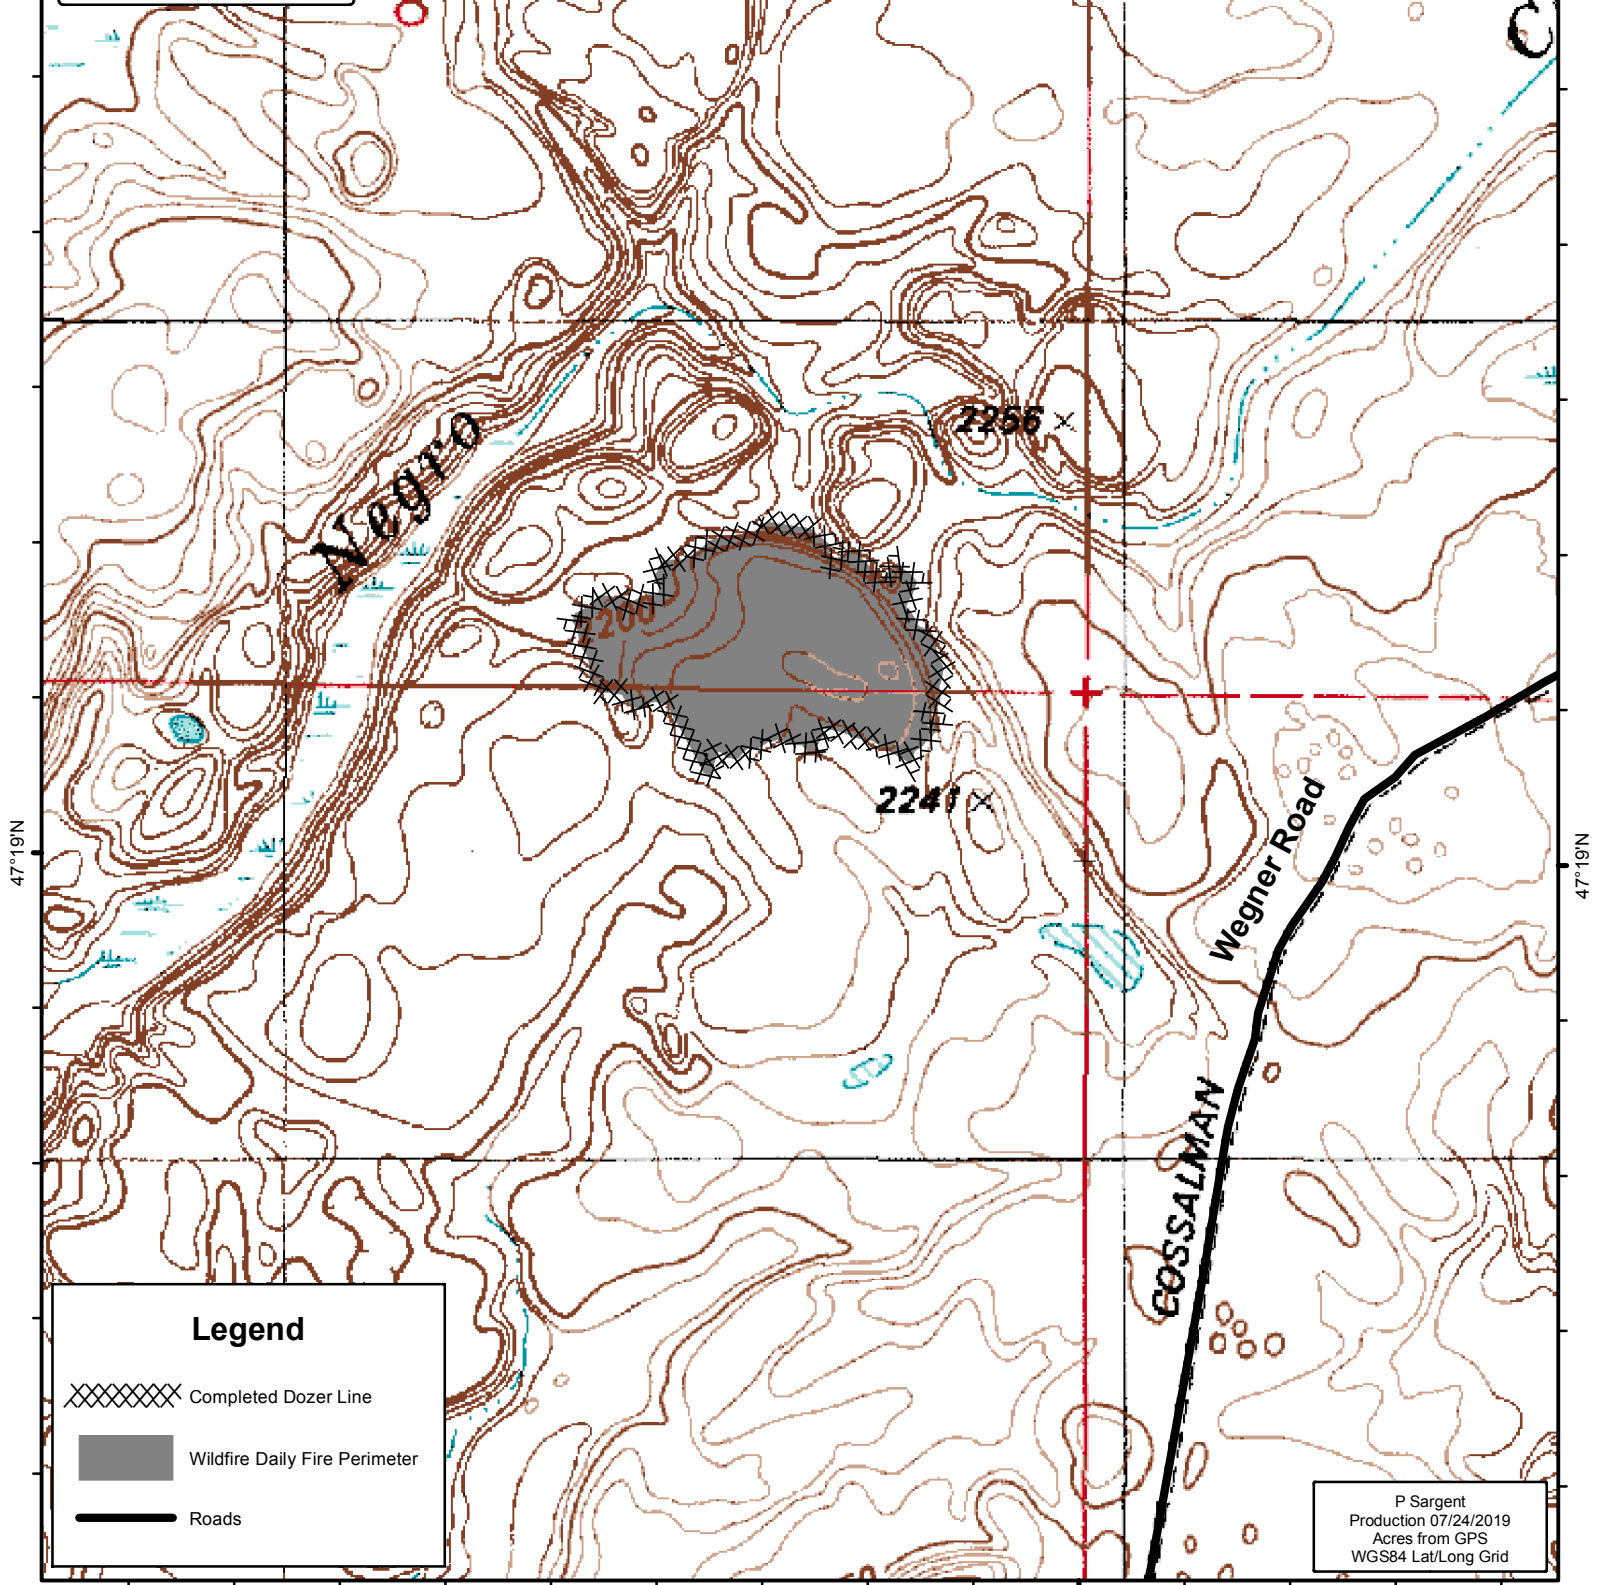 C
2256
Negro
200
2241
47°19'N
47°19'N
Wegner Road
COSSALMAN
Legend
Completed Dozer Line
Wildfire Daily Fire Perimeter
Roads
P Sargent
Production 07/24/2019
Acres from GPS
WGS84 Lat/Long Grid